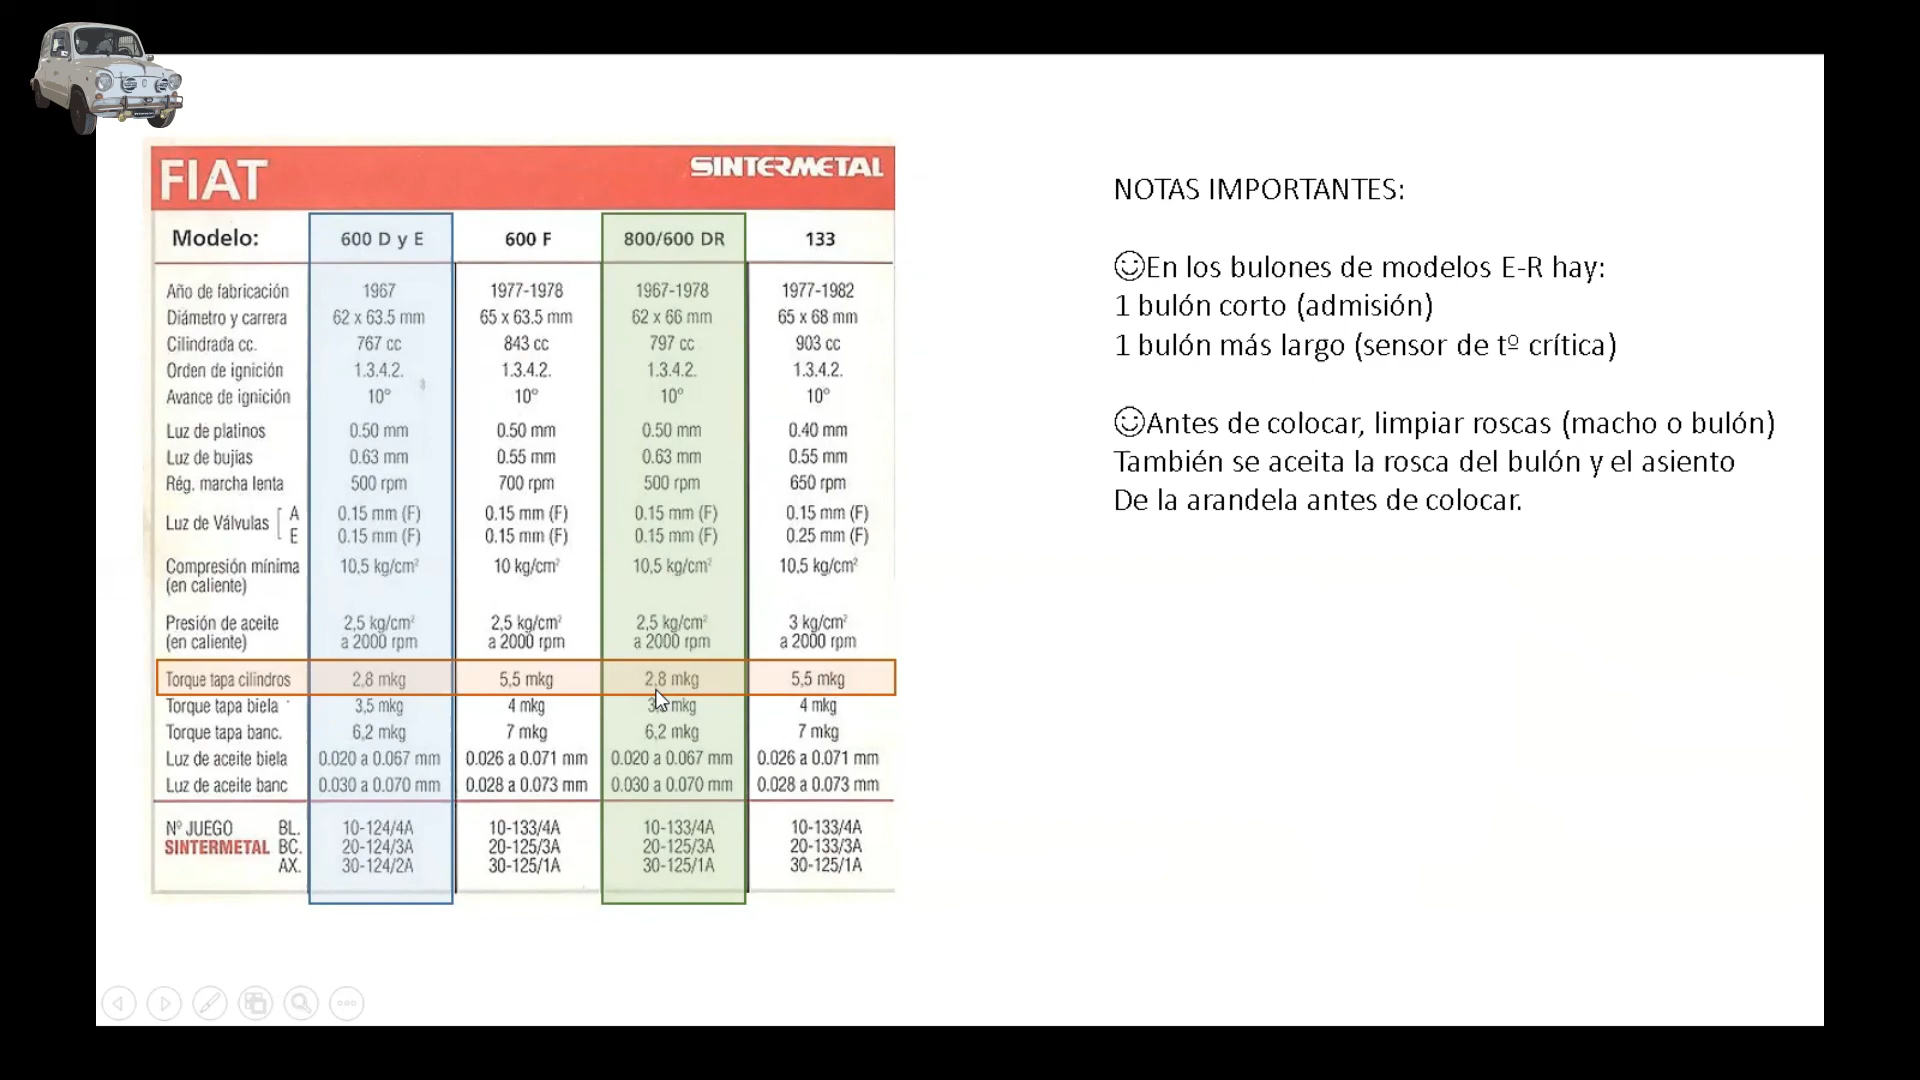 FIAT SINTERMETAL
Modelo: 600 D y E 600 F 800/600 DR 133
Año de fabricación 1967 1977-1978 1967-1978 1977-1982
Diámetro y carrera 62 x 63.5 mm 65 x 63.5 mm 62 x 66 mm 65 x 68 mm
Cilindrada cc. 767 cc 843 cc 797 cc 903 cc
Orden de ignición 1.3.4.2. 1.3.4.2. 1.3.4.2. 1.3.4.2.
Avance de ignición 10° 10° 10° 10°
Luz de platinos 0.50 mm 0.50 mm 0.50 mm 0.40 mm
Luz de bujías 0.63 mm 0.55 mm 0.63 mm 0.55 mm
Rég. marcha lenta 500 rpm 700 rpm 500 rpm 650 rpm
Luz de Válvulas A 0.15 mm (F) 0.15 mm (F) 0.15 mm (F) 0.15 mm (F)
E 0.15 mm (F) 0.15 mm (F) 0.15 mm (F) 0.25 mm (F)
Compresión mínima 10,5 kg/cm² 10 kg/cm² 10,5 kg/cm² 10,5 kg/cm²
(en caliente)
Presión de aceite 2,5 kg/cm² 2,5 kg/cm² 2,5 kg/cm² 3 kg/cm²
(en caliente) a 2000 rpm a 2000 rpm a 2000 rpm a 2000 rpm
Torque tapa cilindros 2,8 mkg 5,5 mkg 2,8 mkg 5,5 mkg
Torque tapa biela 3,5 mkg 4 mkg mkg 4 mkg
Torque tapa banc. 6,2 mkg 7 mkg 6,2 mkg 7 mkg
Luz de aceite biela 0.020 a 0.067 mm 0.026 a 0.071 mm 0.020 a 0.067 mm 0.026 a 0.071 mm
Luz de aceite banc 0.030 a 0.070 mm 0.028 a 0.073 mm 0.030 a 0.070 mm 0.028 a 0.073 mm
Nº JUEGO BL. 10-124/4A 10-133/4A 10-133/4A 10-133/4A
SINTERMETAL BC. 20-124/3A 20-125/3A 20-125/3A 20-133/3A
AX. 30-124/2A 30-125/1A 30-125/1A 30-125/1A
NOTAS IMPORTANTES:
☺En los bulones de modelos E-R hay:
1 bulón corto (admisión)
1 bulón más largo (sensor de tº crítica)
☺Antes de colocar, limpiar roscas (macho o bulón)
También se aceita la rosca del bulón y el asiento
De la arandela antes de colocar.